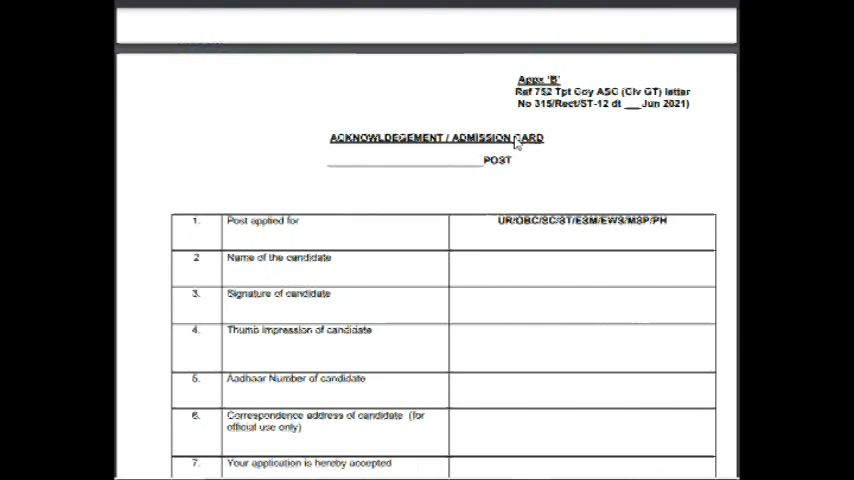 Appx 'B'
Ref 752 Tpt Coy ASC (Civ GT) letter
No 315/Rect/ST-12 dt ___Jun 2021)
ACKNOWLDEGEMENT / ADMISSION CARD
______________________POST
1. Post applied for UR/OBC/SC/ST/ESM/EWS/MSP/PH
2 Name of the candidate
3. Signature of candidate
4. Thumb impression of candidate
5. Aadhaar Number of candidate
6. Correspondence address of candidate (for
official use only)
7. Your application is hereby accepted